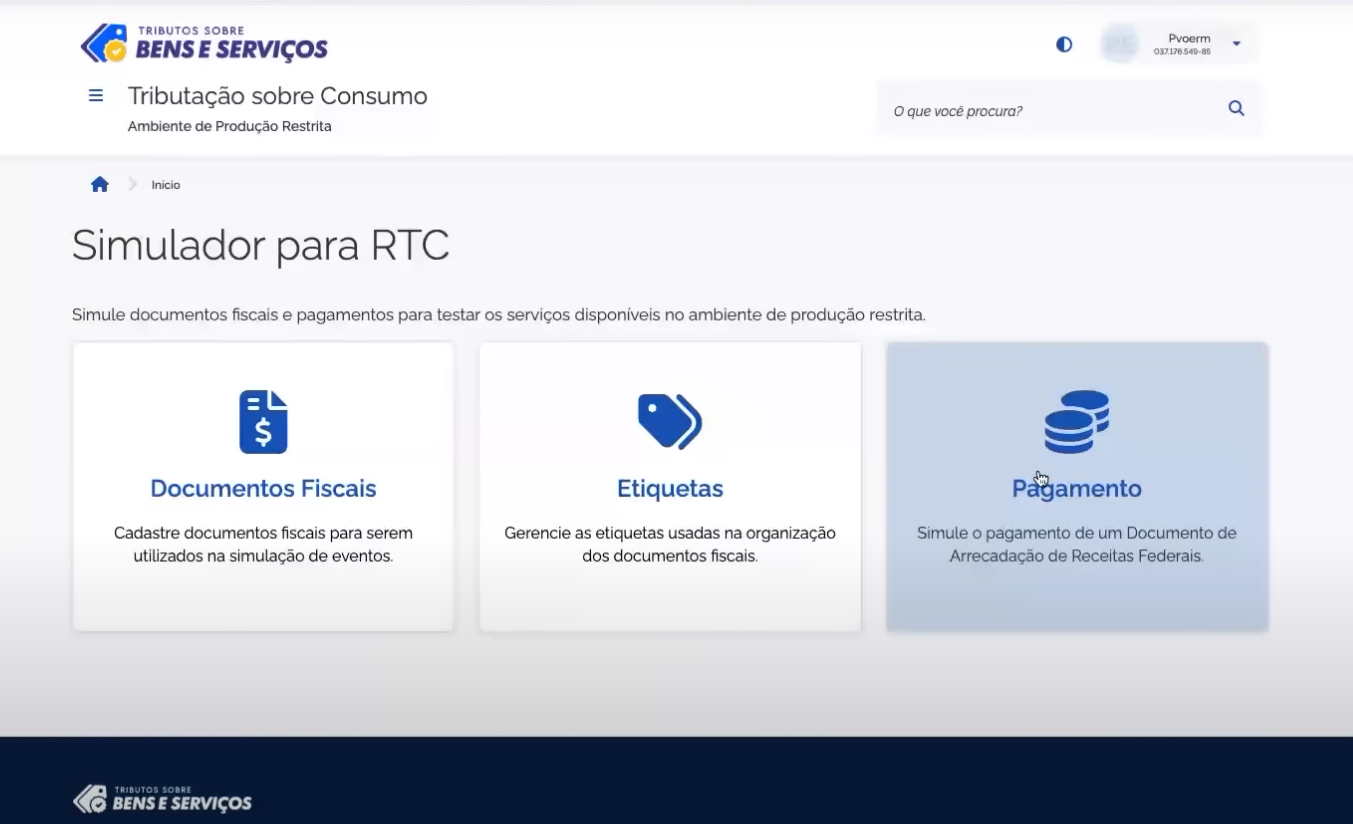 TRIBUTOS SOBRE
BENS E SERVIÇOS
Pvoerm
037.176.549-85
Tributação sobre Consumo
Ambiente de Produção Restrita
O que você procura?
Início
Simulador para RTC
Simule documentos fiscais e pagamentos para testar os serviços disponíveis no ambiente de produção restrita.
Documentos Fiscais
Cadastre documentos fiscais para serem
utilizados na simulação de eventos.
Etiquetas
Gerencie as etiquetas usadas na organização
dos documentos fiscais.
Pagamento
Simule o pagamento de um Documento de
Arrecadação de Receitas Federais.
TRIBUTOS SOBRE
BENS E SERVIÇOS